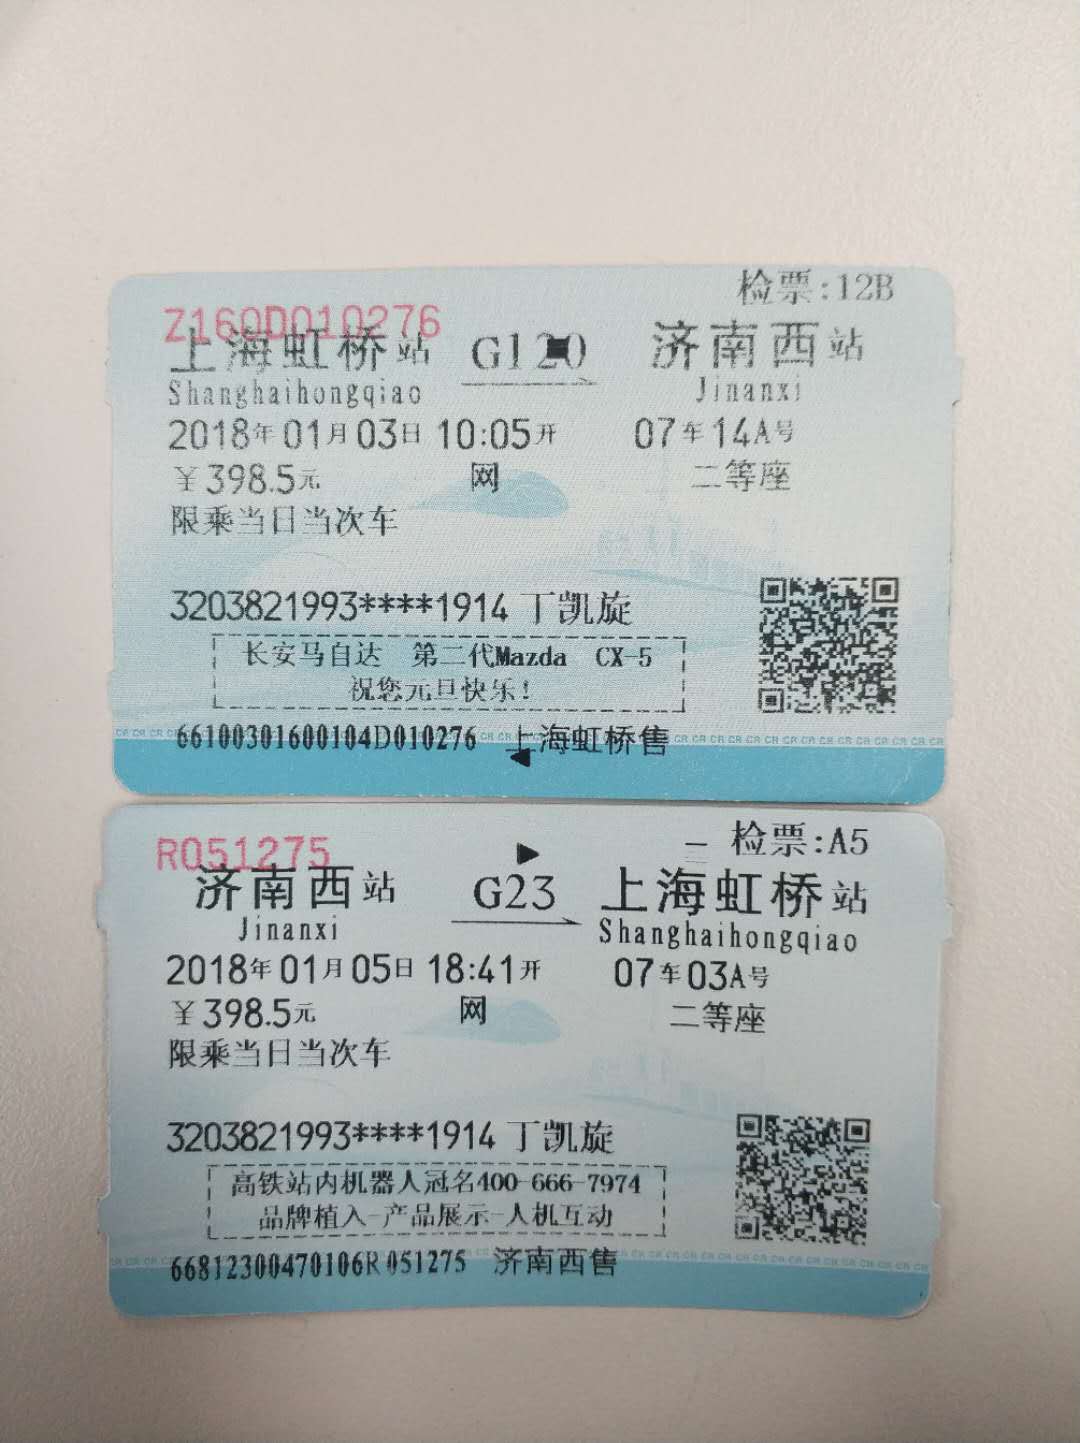 检票:12B
Z160D010276
上海虹桥站 G120 济南西站
Shanghaihongqiao Jinanxi
2018年01月03日10:05开 07车14A号
￥398.5元 网 二等座
限乘当日当次车
3203821993****1914 丁凯旋
长安马自达 第二代Mazda CX-5
祝您元旦快乐!
66100301600104D010276 上海虹桥售
检票:A5
R051275
济南西站 G23 上海虹桥站
Jinanxi Shanghaihongqiao
2018年01月05日18:41开 07车03A号
￥398.5元 网 二等座
限乘当日当次车
3203821993****1914 丁凯旋
高铁站内机器人冠名400-666-7974
品牌植入-产品展示-人机互动
66812300470106R051275 济南西售